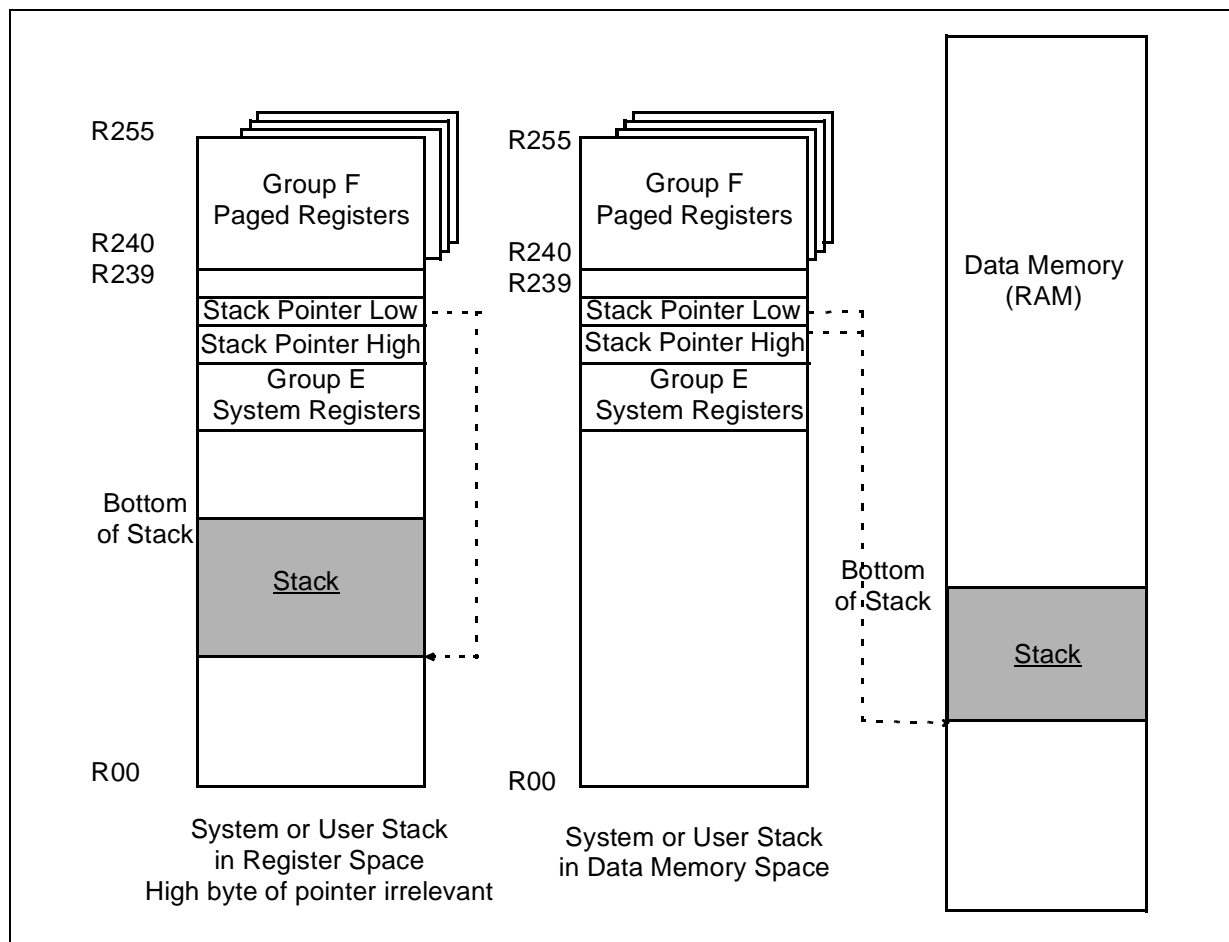 R255
Group F
Paged Registers
R240
R239
Stack Pointer Low
Stack Pointer High
Group E
System Registers
Bottom
of Stack
Stack
R00
System or User Stack
in Register Space
High byte of pointer irrelevant
R255
Group F
Paged Registers
R240
R239
Stack Pointer Low
Stack Pointer High
Group E
System Registers
R00
System or User Stack
in Data Memory Space
Data Memory
(RAM)
Bottom
of Stack
Stack